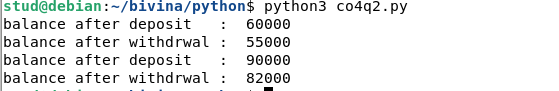 stud@debian:~/bivina/python$ python3 co4q2.py
balance after deposit   :  60000
balance after withdrwal :  55000
balance after deposit   :  90000
balance after withdrwal :  82000